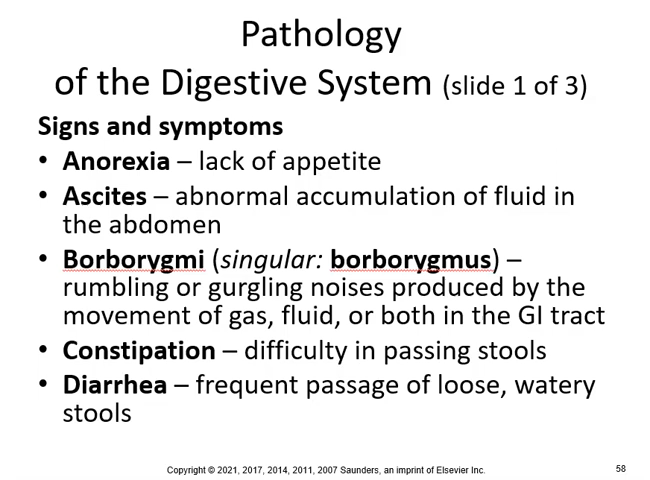 Pathology
of the Digestive System (slide 1 of 3)
Signs and symptoms
• Anorexia – lack of appetite
• Ascites – abnormal accumulation of fluid in
the abdomen
• Borborygmi (singular: borborygmus) –
rumbling or gurgling noises produced by the
movement of gas, fluid, or both in the GI tract
• Constipation – difficulty in passing stools
• Diarrhea – frequent passage of loose, watery
stools
Copyright © 2021, 2017, 2014, 2011, 2007 Saunders, an imprint of Elsevier Inc.
58